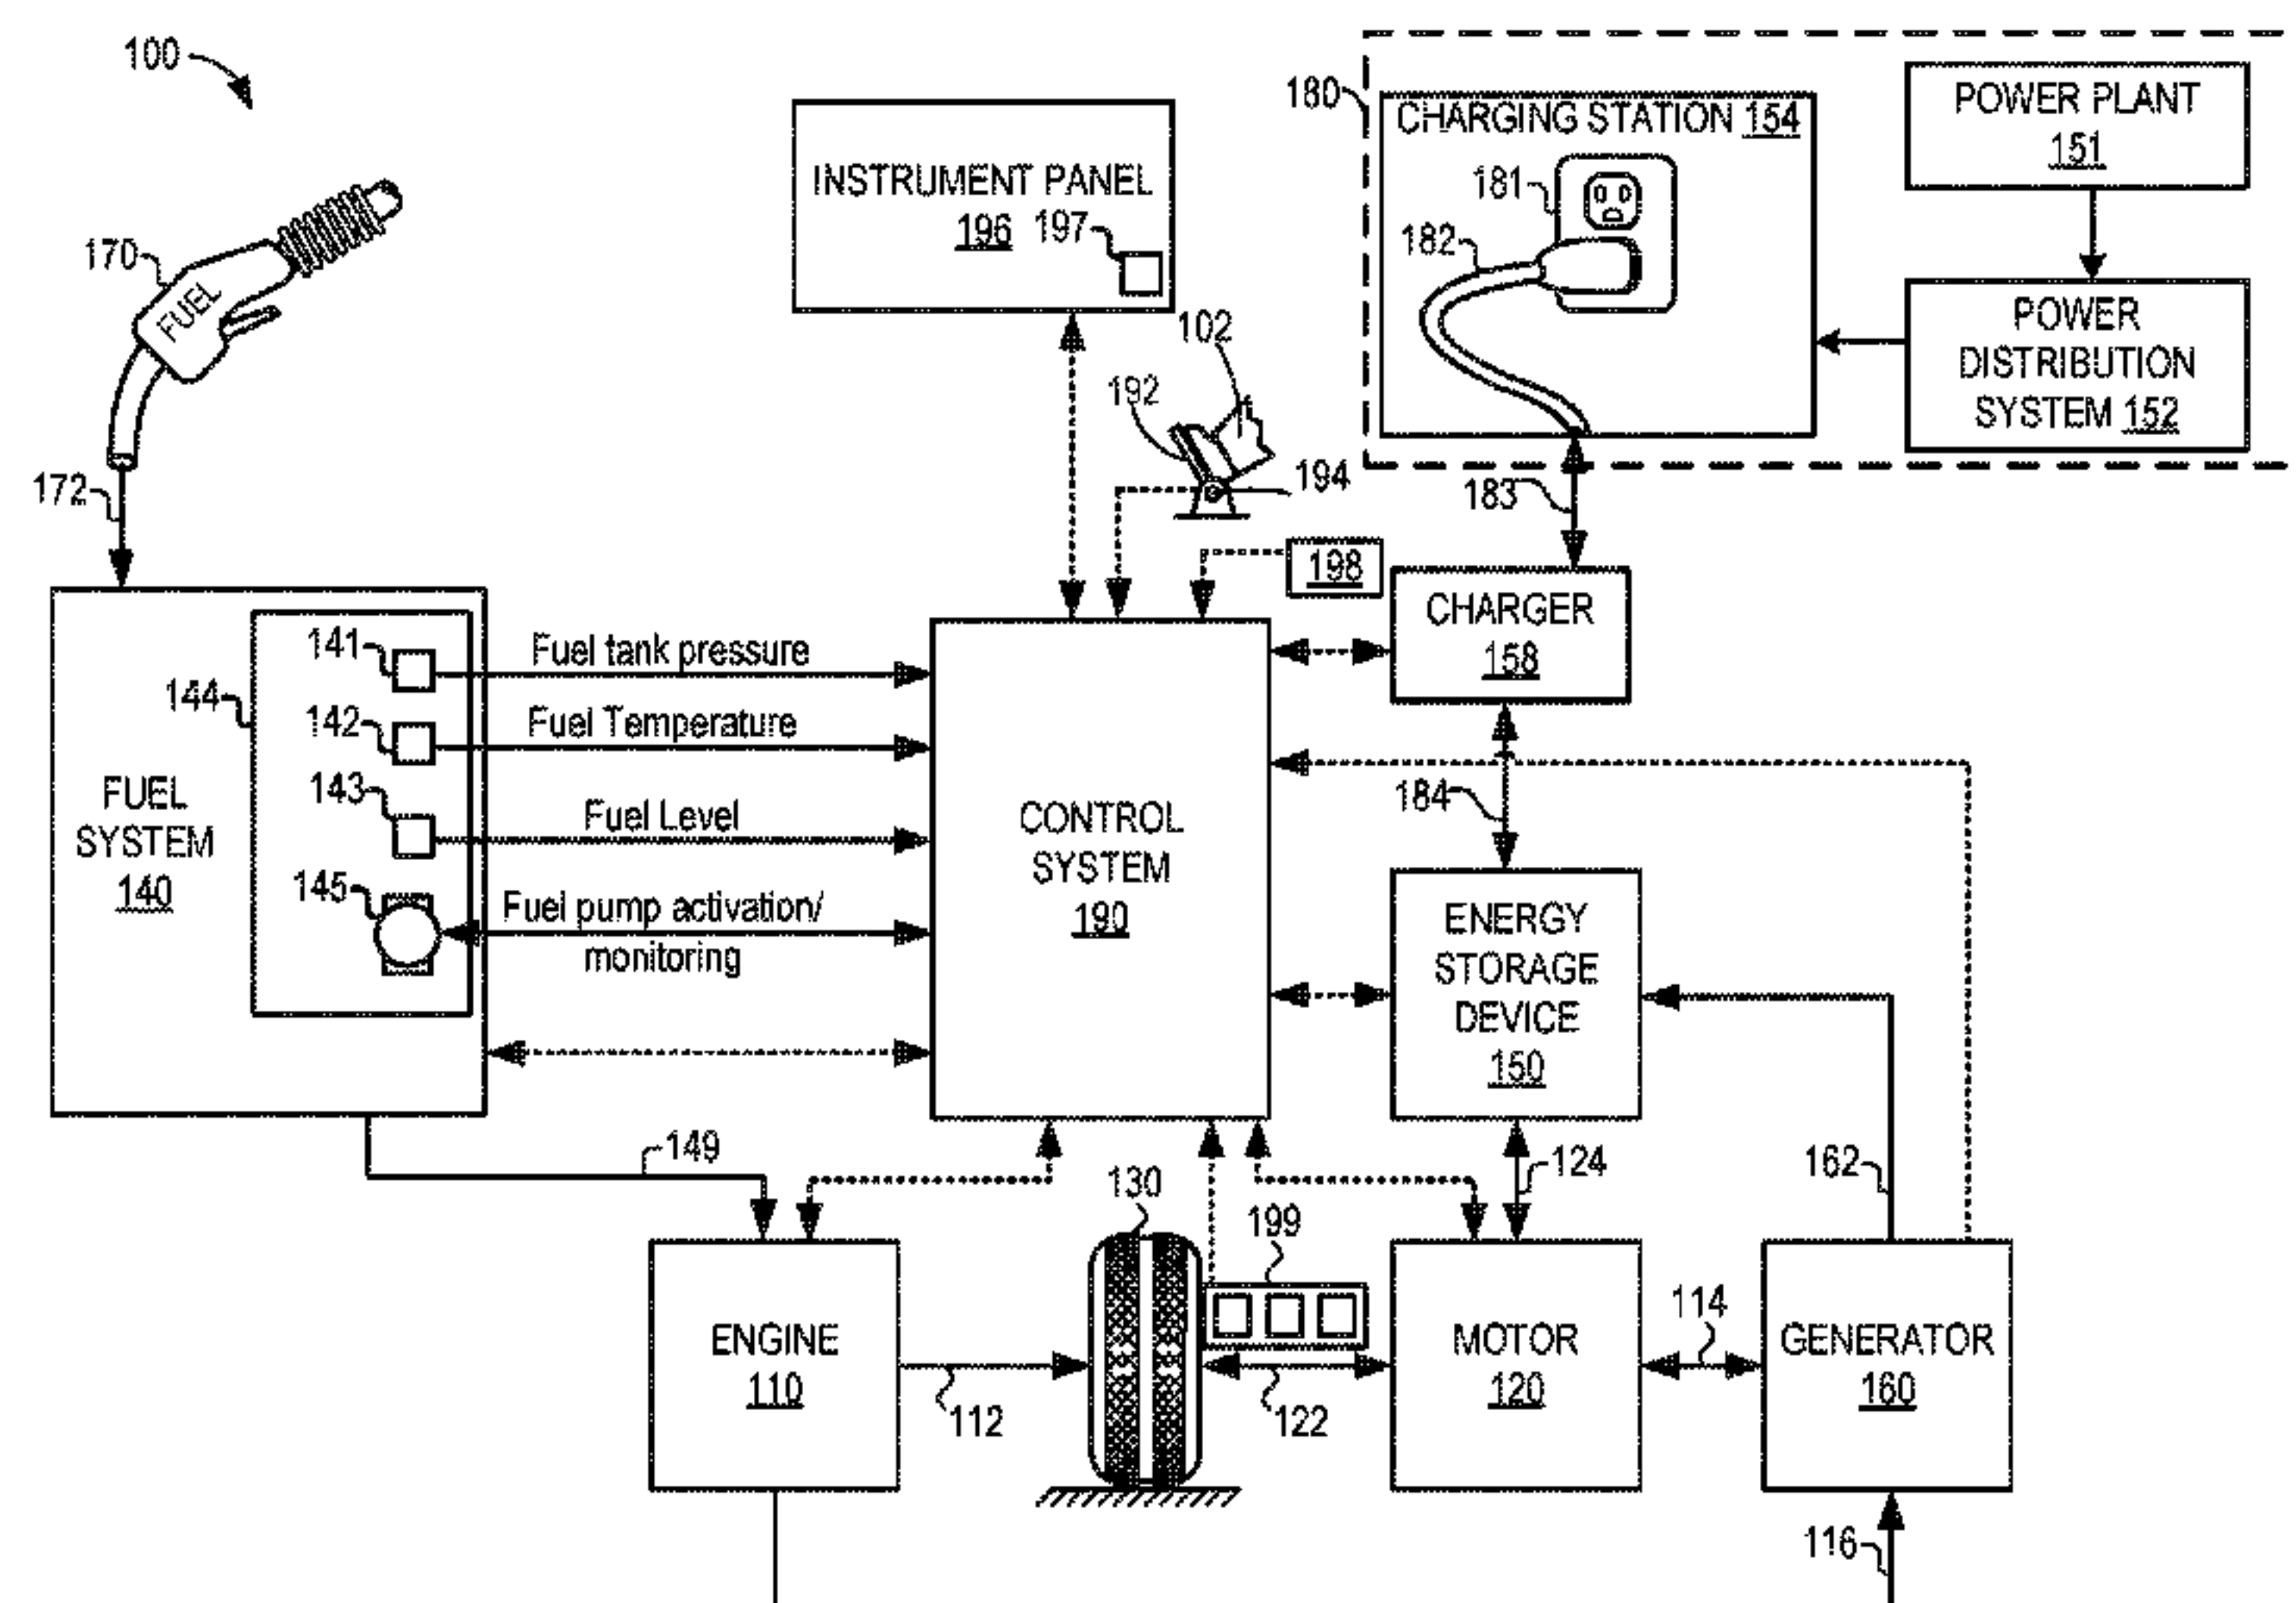 100
180
CHARGING STATION 154
POWER PLANT
151
INSTRUMENT PANEL
196
197
181
182
170
FUEL
102
192
POWER
DISTRIBUTION
SYSTEM 152
172
194
183
198
CHARGER
158
141
Fuel tank pressure
144
142
Fuel Temperature
143
Fuel Level
184
FUEL
SYSTEM
140
CONTROL
SYSTEM
190
145
Fuel pump activation/
monitoring
ENERGY
STORAGE
DEVICE
150
149
130
124
162
199
ENGINE
110
112
122
MOTOR
120
114
GENERATOR
160
116